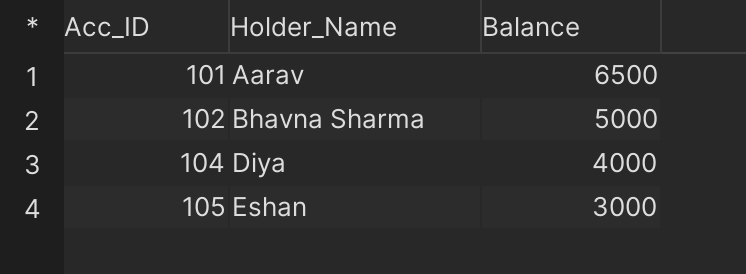 * Acc_ID Holder_Name Balance
1 101 Aarav 6500
2 102 Bhavna Sharma 5000
3 104 Diya 4000
4 105 Eshan 3000